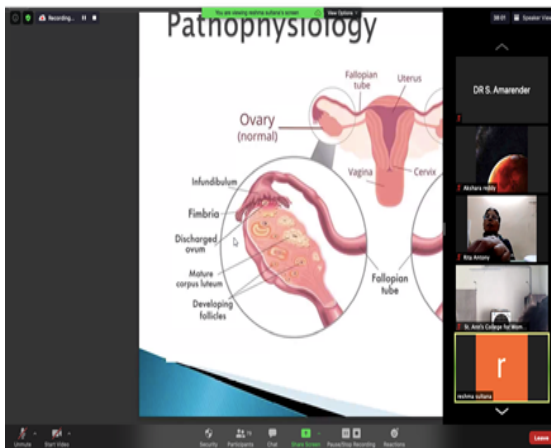 Recording...
You are viewing reshma sultana's screen
View Options
38:01
Speaker View
Pathophysiology
Fallopian
tube
Uterus
Ovary
(normal)
Vagina
Cervix
Infundibulum
Fimbria
Discharged
ovum
Mature
corpus luteum
Developing
follicles
Fallopian
tube
DR S. Amarender
Akshara reddy
Rita Antony
St. Ann's College for Wom...
r
reshma sultana
Unmute
Start Video
Security
Participants
Chat
Share Screen
Pause/Stop Recording
Reactions
Leave